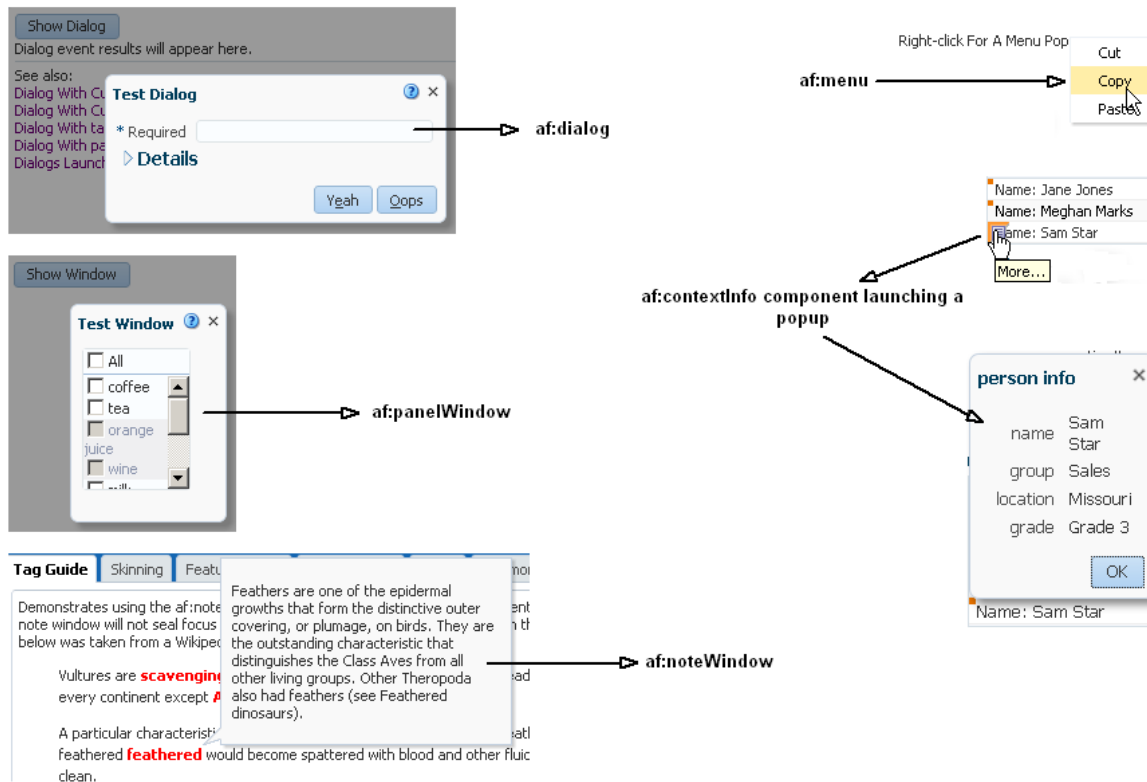 Show Dialog
Dialog event results will appear here.
See also:
Dialog With Cu
Dialog With Cu
Dialog With ta
Dialog With pa
Dialogs Launch
Test Dialog
* Required
Details
Yeah
Oops
af:dialog
Show Window
Test Window
All
coffee
tea
orange
juice
wine
af:panelWindow
Tag Guide
Skinning
Featu
Demonstrates using the af:note
note window will not seal focus
below was taken from a Wikiped
Vultures are scavenging
every continent except A
A particular characteristi
feathered feathered would become spattered with blood and other fluid
clean.
Feathers are one of the epidermal
growths that form the distinctive outer
covering, or plumage, on birds. They are
the outstanding characteristic that
distinguishes the Class Aves from all
other living groups. Other Theropoda
also had feathers (see Feathered
dinosaurs).
af:noteWindow
Right-click For A Menu Pop
af:menu
Cut
Copy
Paste
Name: Jane Jones
Name: Meghan Marks
Name: Sam Star
More...
af:contextInfo component launching a
popup
person info
name Sam
Star
group Sales
location Missouri
grade Grade 3
OK
Name: Sam Star